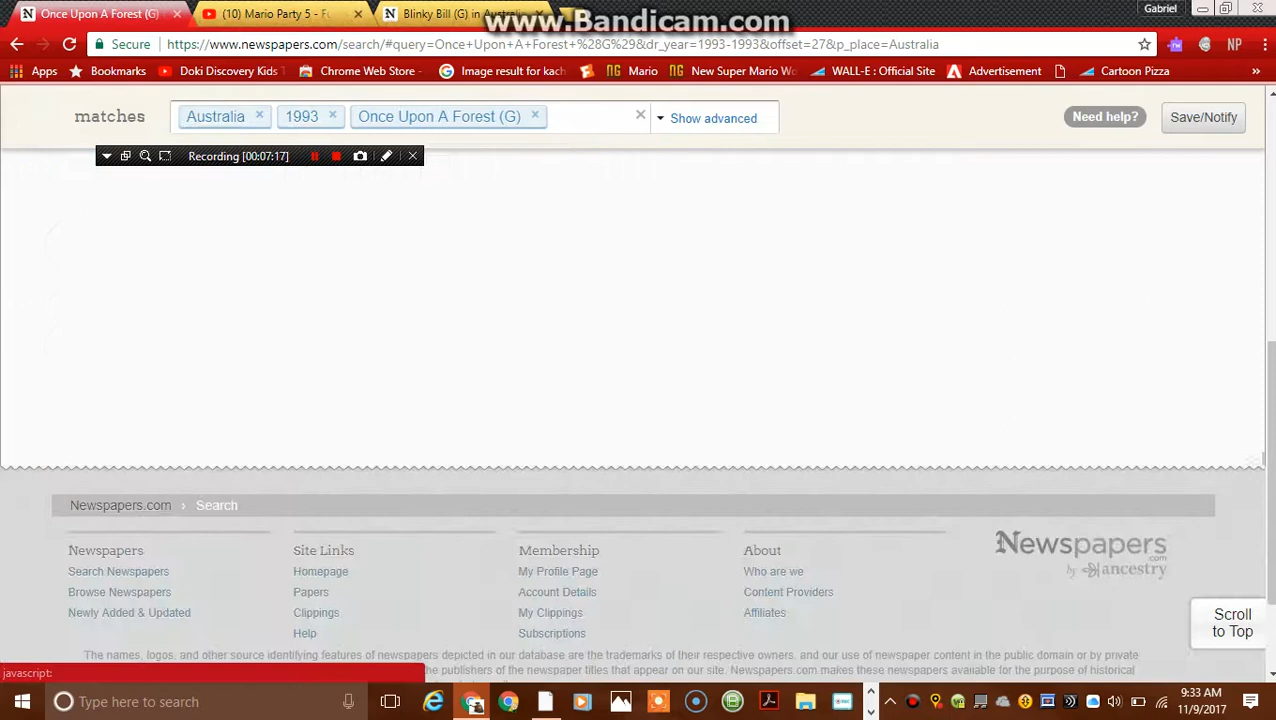 Once Upon A Forest (G)
(10) Mario Party 5 - Fu
Blinky Bill (G) in Australi
www.Bandicam.com
Gabriel
Secure
https://www.newspapers.com/search/#query=Once+Upon+A+Forest+%28G%29&dr_year=1993-1993&offset=27&p_place=Australia
NP
Apps
Bookmarks
Doki Discovery Kids T
Chrome Web Store -
Image result for kach
Mario
New Super Mario Wo
WALL-E : Official Site
Advertisement
Cartoon Pizza
»
matches
Australia ×
1993 ×
Once Upon A Forest (G) ×
Show advanced
Need help?
Save/Notify
Recording [00:07:17]
Newspapers.com › Search
Newspapers
Search Newspapers
Browse Newspapers
Newly Added & Updated
Site Links
Homepage
Papers
Clippings
Help
Membership
My Profile Page
Account Details
My Clippings
Subscriptions
About
Who are we
Content Providers
Affiliates
Newspapers
.com
by ancestry
Scroll
to Top
The names, logos, and other source identifying features of newspapers depicted in our database are the trademarks of their respective owners, and our use of newspaper content in the public domain or by private
the publishers of the newspaper titles that appear on our site. Newspapers.com makes these newspapers available for the purpose of historical
javascript:
Type here to search
9:33 AM
11/9/2017